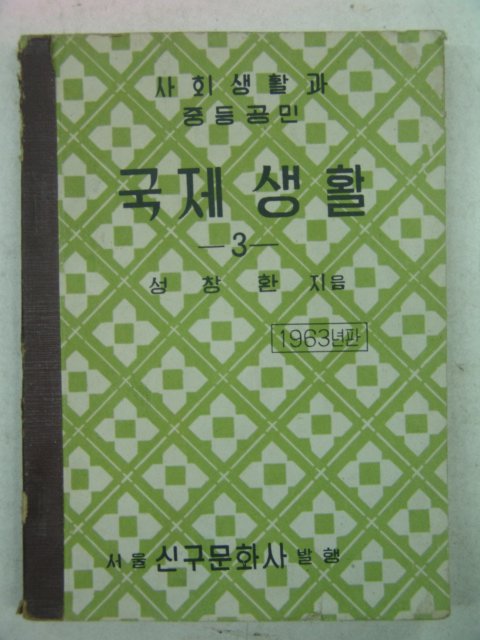 사회생활과
중등공민
국제 생활
—3—
성창환 지음
1963년판
서울 신구문화사 발행